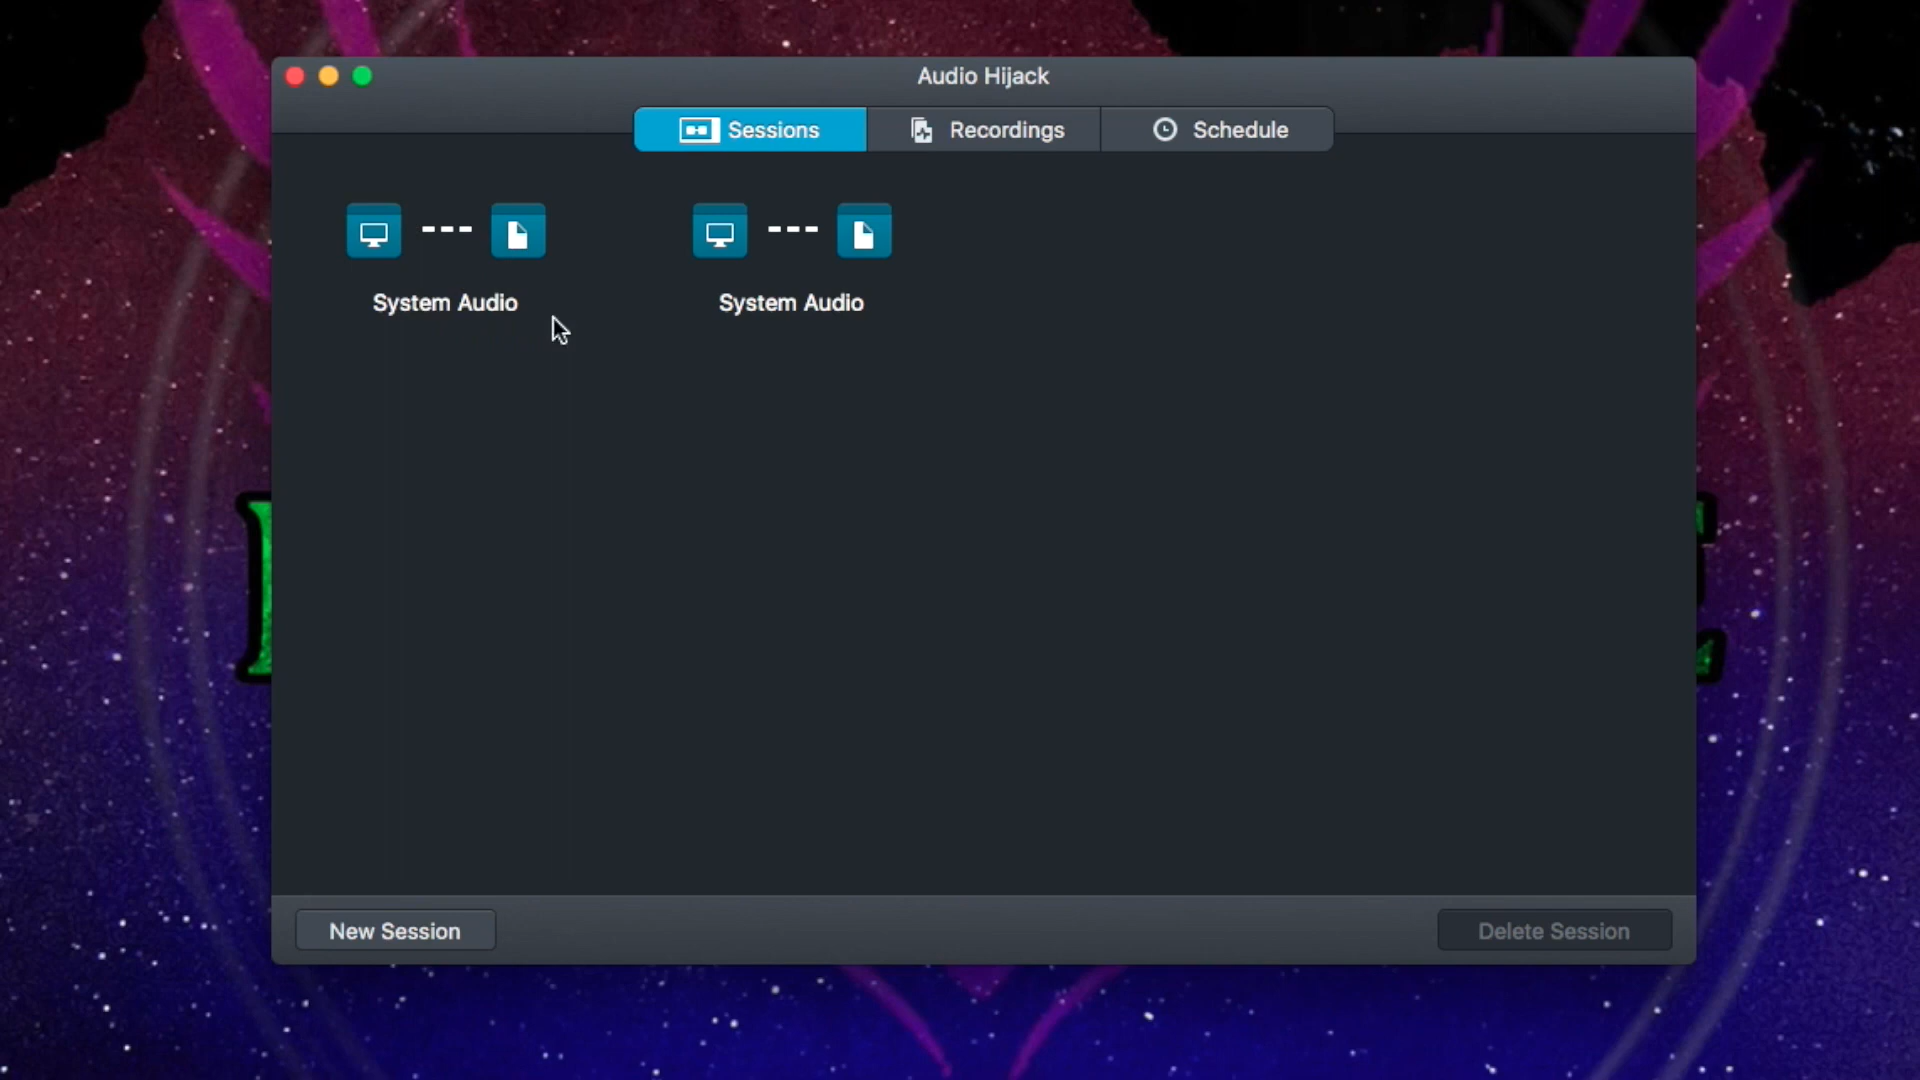 Audio Hijack
Sessions
Recordings
Schedule
System Audio
System Audio
New Session
Delete Session